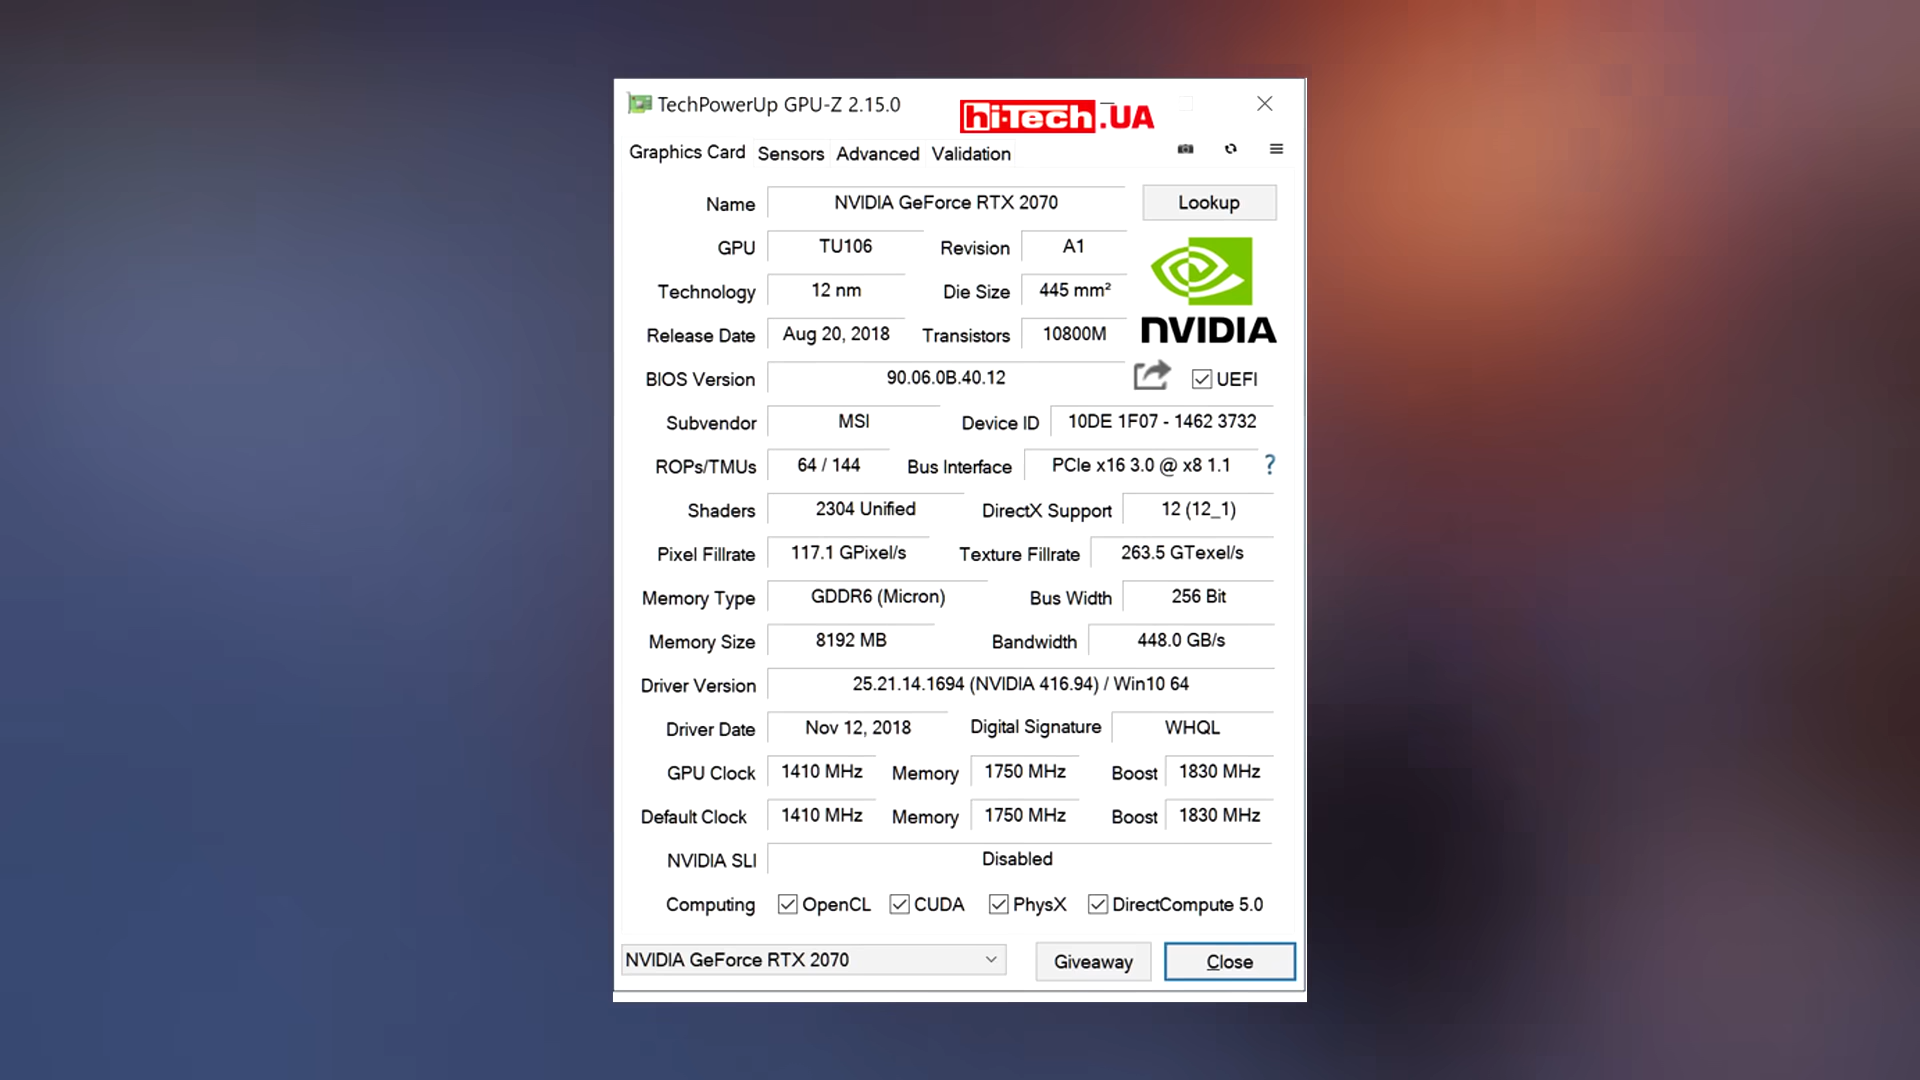 TechPowerUp GPU-Z 2.15.0
hi-Tech.UA
Graphics Card Sensors Advanced Validation
Name NVIDIA GeForce RTX 2070 Lookup
GPU TU106 Revision A1
Technology 12 nm Die Size 445 mm²
Release Date Aug 20, 2018 Transistors 10800M
NVIDIA
BIOS Version 90.06.0B.40.12 UEFI
Subvendor MSI Device ID 10DE 1F07 - 1462 3732
ROPs/TMUs 64 / 144 Bus Interface PCIe x16 3.0 @ x8 1.1 ?
Shaders 2304 Unified DirectX Support 12 (12_1)
Pixel Fillrate 117.1 GPixel/s Texture Fillrate 263.5 GTexel/s
Memory Type GDDR6 (Micron) Bus Width 256 Bit
Memory Size 8192 MB Bandwidth 448.0 GB/s
Driver Version 25.21.14.1694 (NVIDIA 416.94) / Win10 64
Driver Date Nov 12, 2018 Digital Signature WHQL
GPU Clock 1410 MHz Memory 1750 MHz Boost 1830 MHz
Default Clock 1410 MHz Memory 1750 MHz Boost 1830 MHz
NVIDIA SLI Disabled
Computing OpenCL CUDA PhysX DirectCompute 5.0
NVIDIA GeForce RTX 2070 Giveaway Close